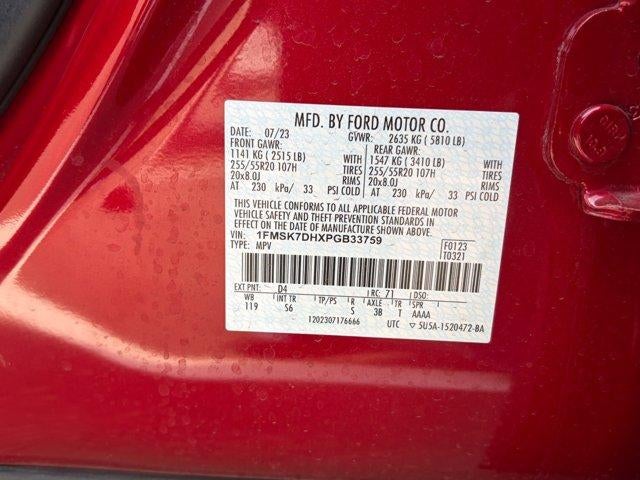 MFD. BY FORD MOTOR CO.
DATE 07/23 GVWR: 2635 KG ( 5810 LB)
FRONT GAWR: REAR GAWR:
1141 KG ( 2515 LB) WITH 1547 KG ( 3410 LB) WITH
255/55R20 107H TIRES 255/55R20 107H TIRES
20x8.0J RIMS 20x8.0J RIMS
AT 230 kPa/ 33 PSI COLD AT 230 kPa/ 33 PSI COLD
THIS VEHICLE CONFORMS TO ALL APPLICABLE FEDERAL MOTOR
VEHICLE SAFETY AND THEFT PREVENTION STANDARDS IN
EFFECT ON THE DATE OF MANUFACTURE SHOWN ABOVE.
VIN: 1FMSK7DHXPGB33759 F0123
TYPE: MPV T0321
EXT PNT: D4 RC: 71 DSO:
WB INT TR TP/PS R AXLE TR SPR
119 S6 S 3B T AAAA
1202307176666 UTC ▽ 5U5A-1520472-BA